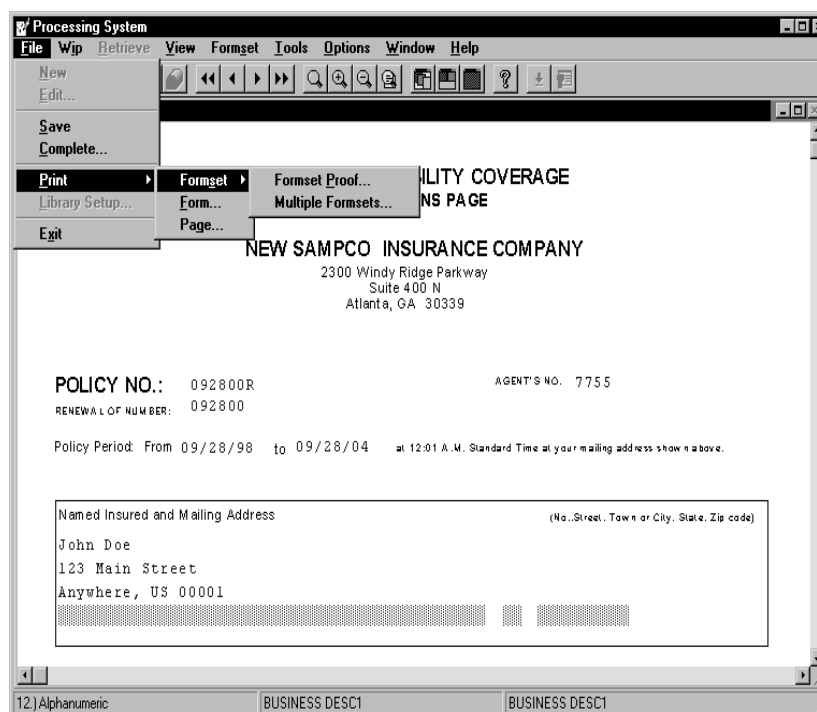 Processing System
File Wip Retrieve View Formset Tools Options Window Help
New
Edit...
Save
Complete...
Print
Library Setup...
Exit
Formset
Form...
Page...
Formset Proof...
Multiple Formsets...
ILITY COVERAGE
NS PAGE
NEW SAMPCO INSURANCE COMPANY
2300 Windy Ridge Parkway
Suite 400 N
Atlanta, GA 30339
POLICY NO.: 092800R AGENT'S NO. 7755
RENEWAL OF NUMBER: 092800
Policy Period: From 09/28/98 to 09/28/04 at 12:01 A.M. Standard Time at your mailing address shown above.
Named Insured and Mailing Address (No., Street, Town or City, State, Zip code)
John Doe
123 Main Street
Anywhere, US 00001
12.) Alphanumeric BUSINESS DESC1 BUSINESS DESC1